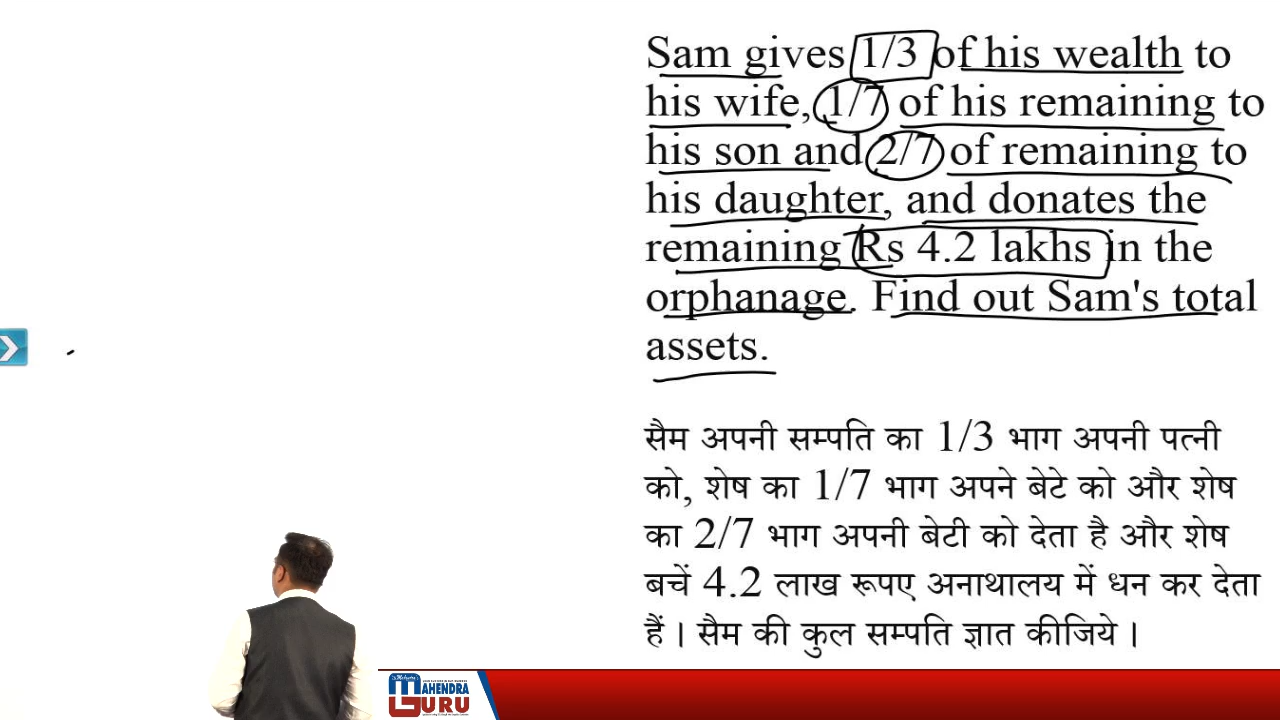 Sam gives 1/3 of his wealth to
his wife, 1/7 of his remaining to
his son and 2/7 of remaining to
his daughter, and donates the
remaining Rs 4.2 lakhs in the
orphanage. Find out Sam's total
assets.
सैम अपनी सम्पति का 1/3 भाग अपनी पत्नी
को, शेष का 1/7 भाग अपने बेटे को और शेष
का 2/7 भाग अपनी बेटी को देता है और शेष
बचें 4.2 लाख रूपए अनाथालय में धन कर देता
हैं। सैम की कुल सम्पति ज्ञात कीजिये।
MAHENDRA
GURU